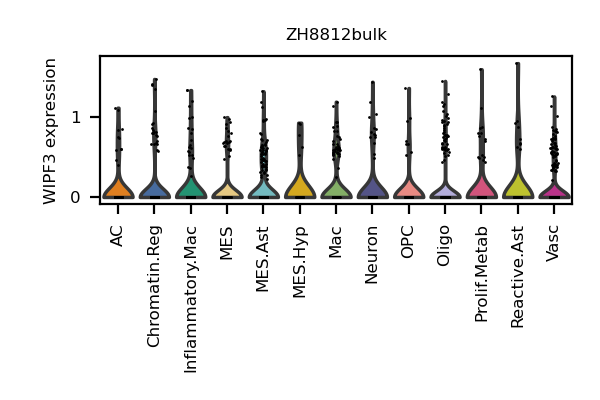 ZH8812bulk
WIPF3 expression
1
0
AC
Chromatin.Reg
Inflammatory.Mac
MES
MES.Ast
MES.Hyp
Mac
Neuron
OPC
Oligo
Prolif.Metab
Reactive.Ast
Vasc